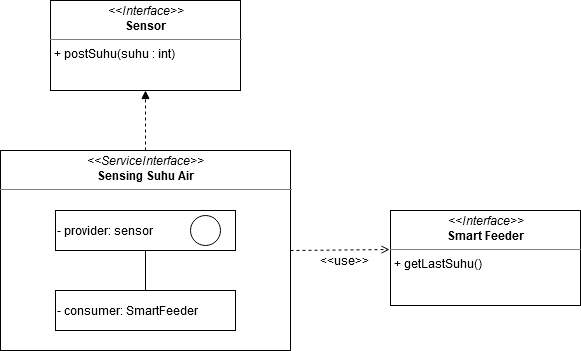 <<Interface>>
Sensor
+ postSuhu(suhu : int)
<<ServiceInterface>>
Sensing Suhu Air
- provider: sensor
- consumer: SmartFeeder
<<use>>
<<Interface>>
Smart Feeder
+ getLastSuhu()